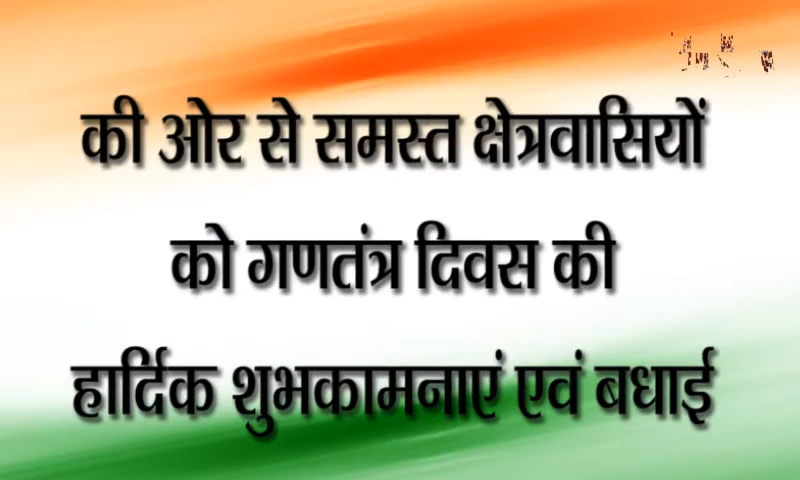 की ओर से समस्त क्षेत्रवासियों
को गणतंत्र दिवस की
हार्दिक शुभकामनाएं एवं बधाई